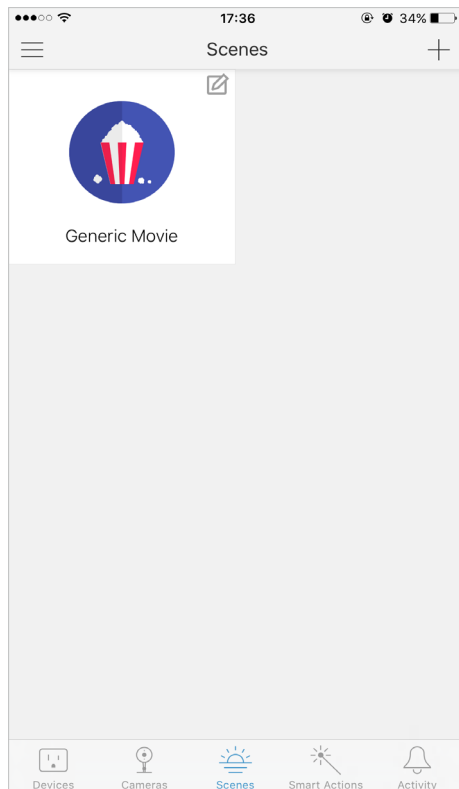 17:36 34%
Scenes
Generic Movie
Devices Cameras Scenes Smart Actions Activity